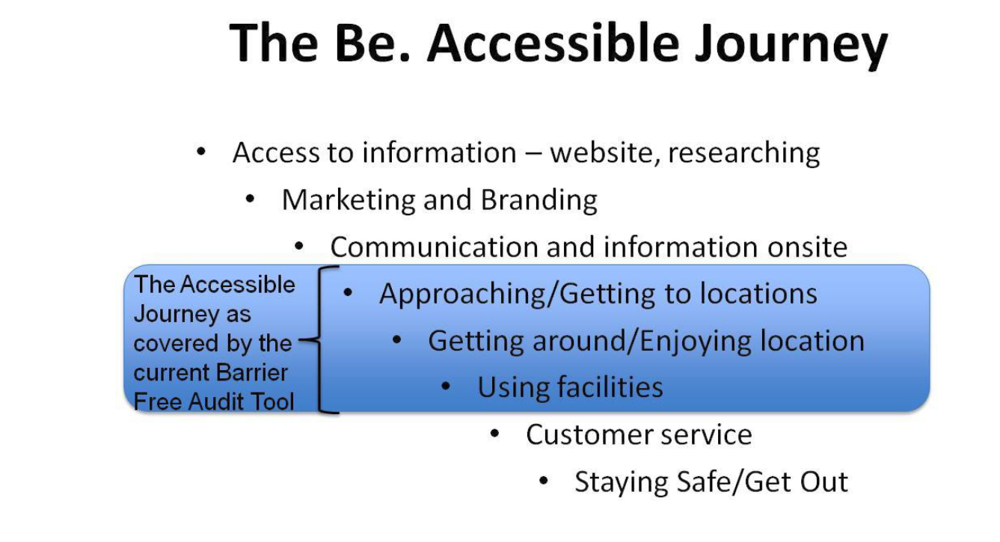 The Be. Accessible Journey
• Access to information – website, researching
• Marketing and Branding
• Communication and information onsite
The Accessible
Journey as
covered by the
current Barrier
Free Audit Tool
• Approaching/Getting to locations
• Getting around/Enjoying location
• Using facilities
• Customer service
• Staying Safe/Get Out